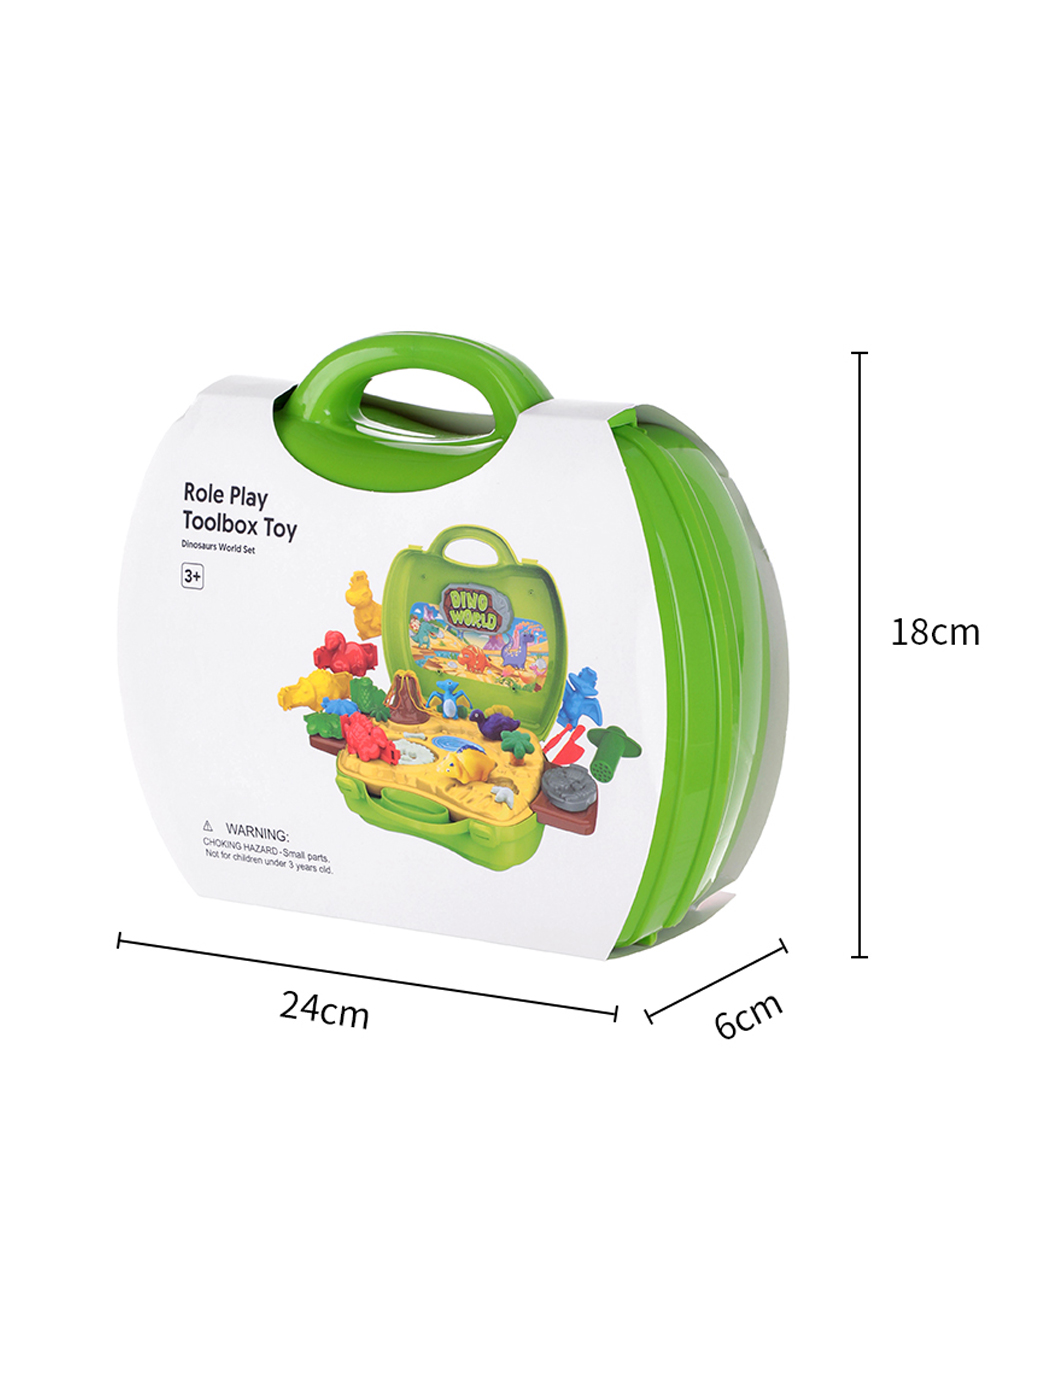 Role Play
Toolbox Toy
Dinosaurs World Set
3+
DINO
WORLD
⚠ WARNING:
CHOKING HAZARD-Small parts.
Not for children under 3 years old.
18cm
24cm
6cm